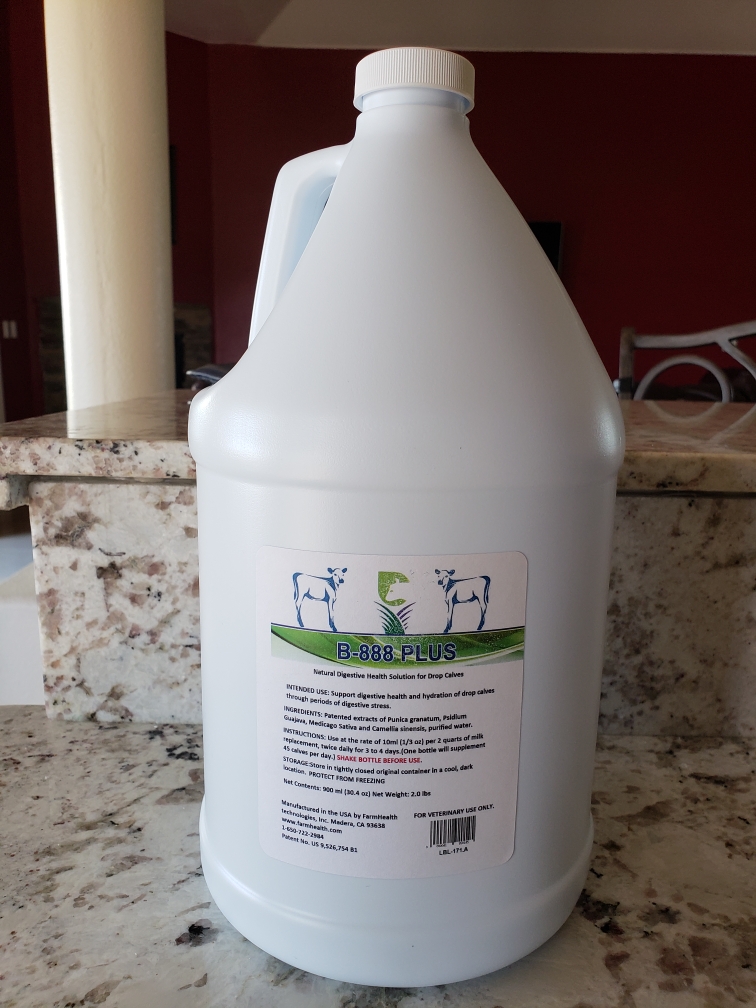 B-888 PLUS
Natural Digestive Health Solution for Drop Calves
INTENDED USE: Support digestive health and hydration of drop calves
through periods of digestive stress.
INGREDIENTS: Patented extracts of Punica granatum, Psidium
Guajava, Medicago Sativa and Camellia sinensis, purified water.
INSTRUCTIONS: Use at the rate of 10ml (1/3 oz) per 2 quarts of milk
replacement, twice daily for 3 to 4 days.(One bottle will supplement
45 calves per day.) SHAKE BOTTLE BEFORE USE.
STORAGE:Store in tightly closed original container in a cool, dark
location. PROTECT FROM FREEZING
Net Contents: 900 ml (30.4 oz) Net Weight: 2.0 lbs
Manufactured in the USA by FarmHealth
technologies, Inc. Madera, CA 93638
www.farmhealth.com
1-650-722-2984
Patent No. US 9,526,754 B1
FOR VETERINARY USE ONLY.
LBL-171.A